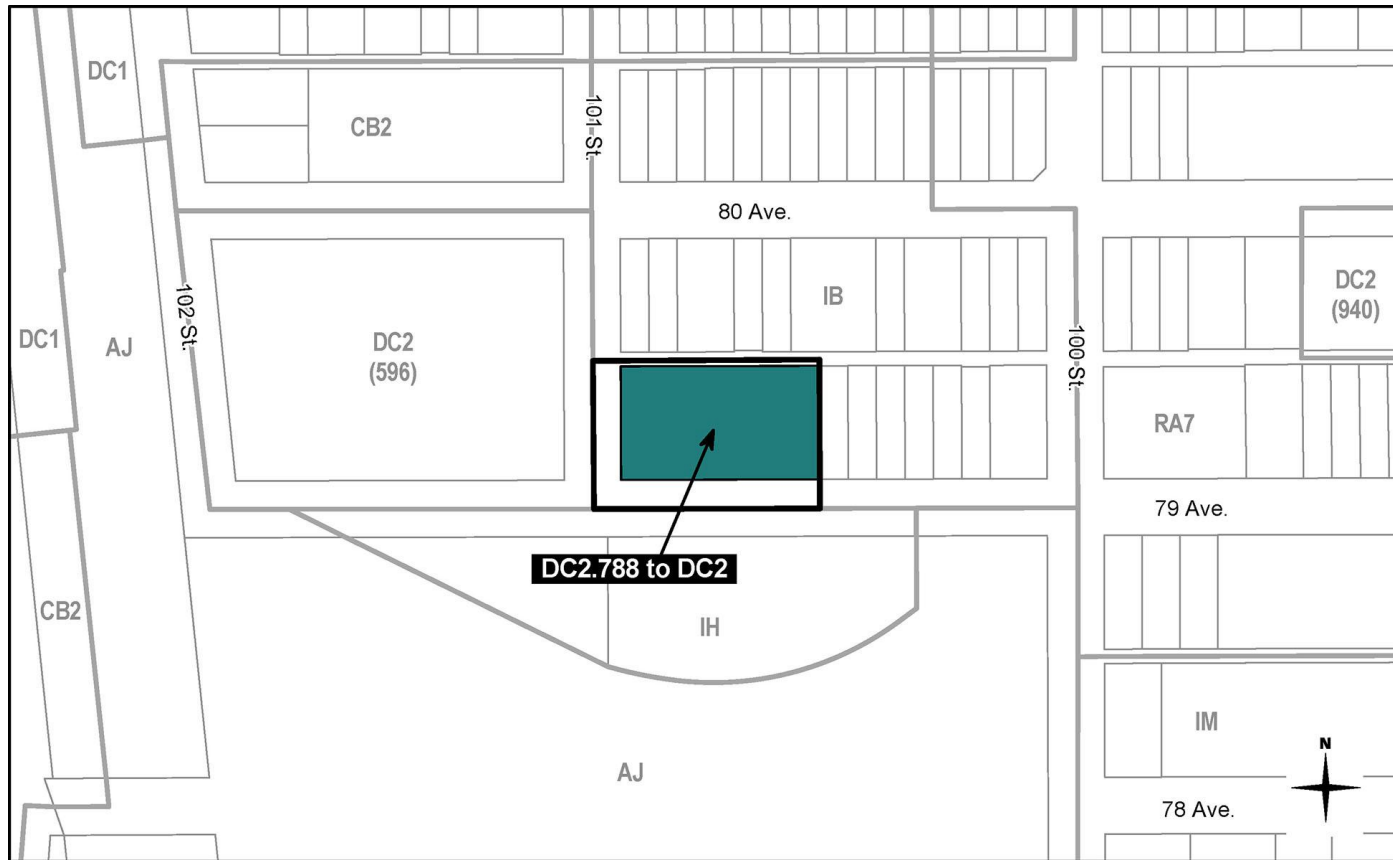 DC1
CB2
101 St.
80 Ave.
102 St.
DC1
AJ
DC2
(596)
IB
100 St.
DC2
(940)
RA7
79 Ave.
DC2.788 to DC2
CB2
IH
IM
AJ
N
78 Ave.